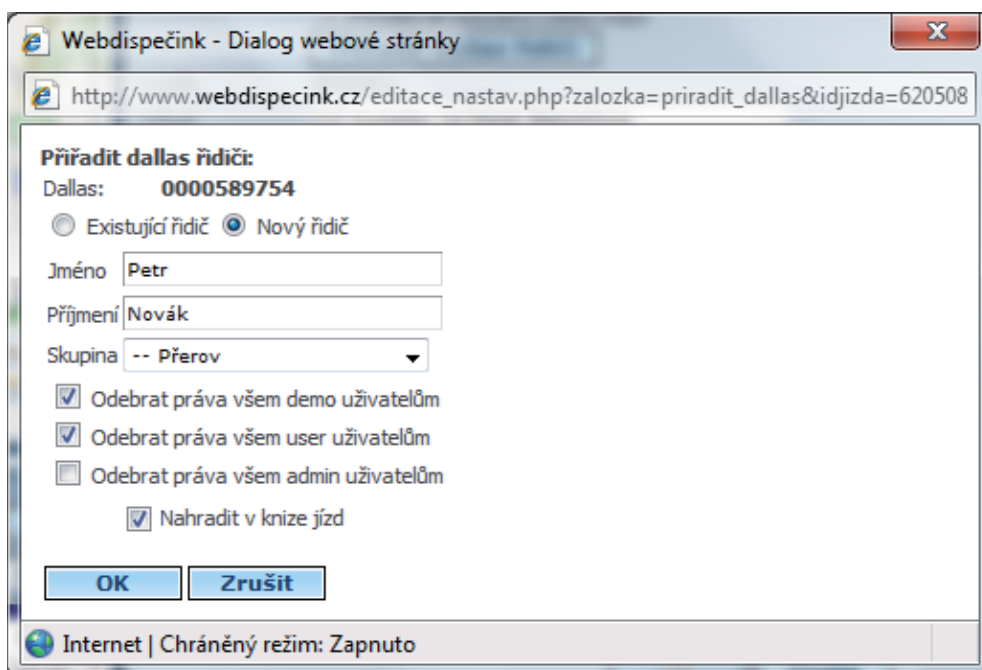 Webdispečink - Dialog webové stránky
http://www.webdispecink.cz/editace_nastav.php?zalozka=priradit_dallas&idjizda=620508
Přiřadit dallas řidiči:
Dallas: 0000589754
Existující řidič Nový řidič
Jméno Petr
Příjmení Novák
Skupina -- Přerov
Odebrat práva všem demo uživatelům
Odebrat práva všem user uživatelům
Odebrat práva všem admin uživatelům
Nahradit v knize jízd
OK Zrušit
Internet | Chráněný režim: Zapnuto